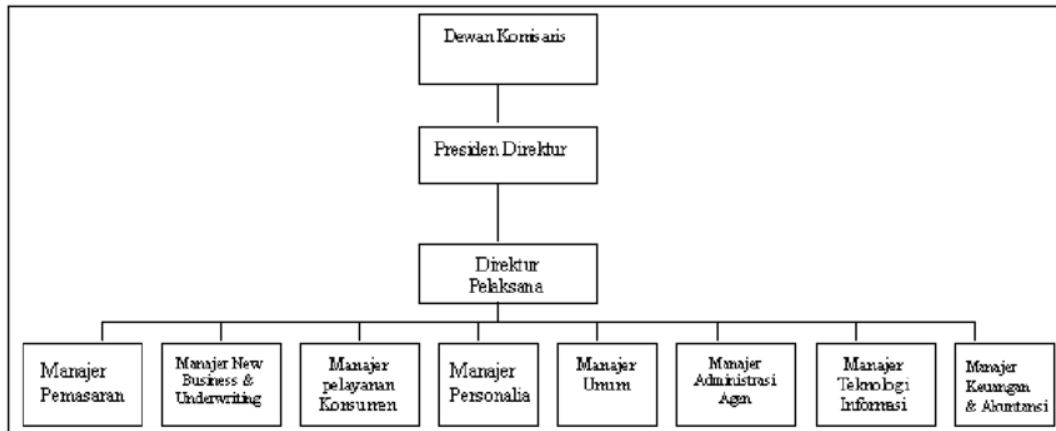 Dewan Komisaris
Presiden Direktur
Direktur
Pelaksana
Manajer
Pemasaran
Manajer New
Business &
Underwriting
Manajer
pelayanan
Konsumen
Manajer
Personalia
Manajer
Umum
Manajer
Administrasi
Agen
Manajer
Teknologi
Informasi
Manajer
Keuangan
& Akuntansi